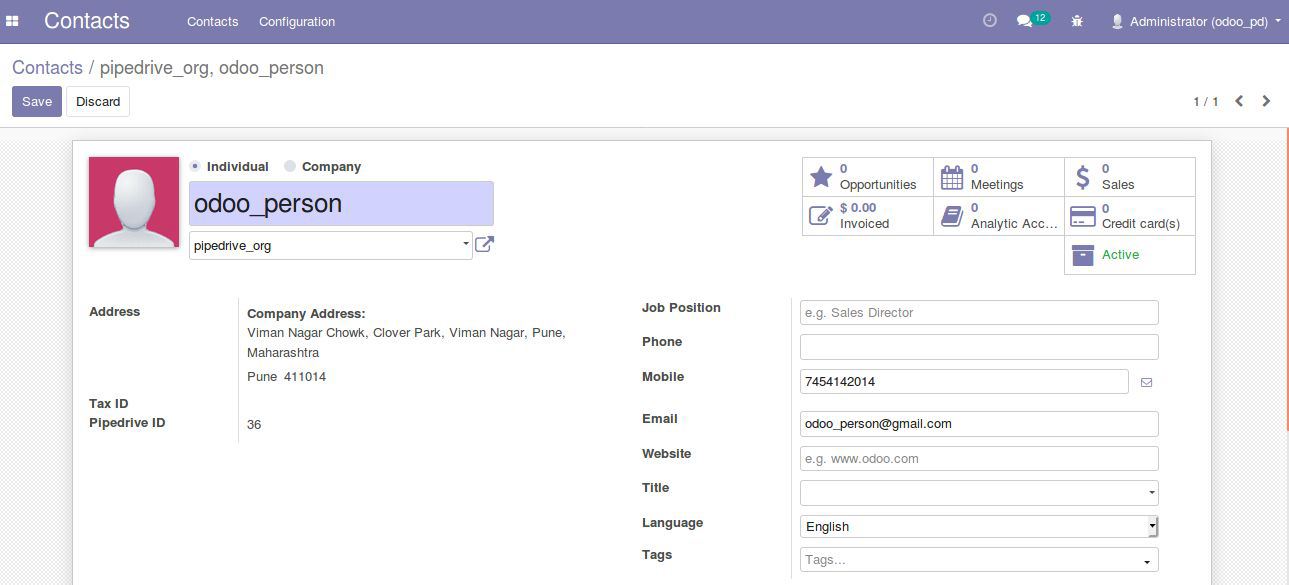 Contacts Contacts Configuration 12 Administrator (odoo_pd)
Contacts / pipedrive_org, odoo_person
Save Discard 1 / 1
Individual Company
odoo_person
pipedrive_org
0
Opportunities
0
Meetings
0
Sales
$ 0.00
Invoiced
0
Analytic Acc...
0
Credit card(s)
Active
Address
Company Address:
Viman Nagar Chowk, Clover Park, Viman Nagar, Pune,
Maharashtra
Pune 411014
Tax ID
Pipedrive ID 36
Job Position e.g. Sales Director
Phone
Mobile 7454142014
Email odoo_person@gmail.com
Website e.g. www.odoo.com
Title
Language English
Tags Tags...